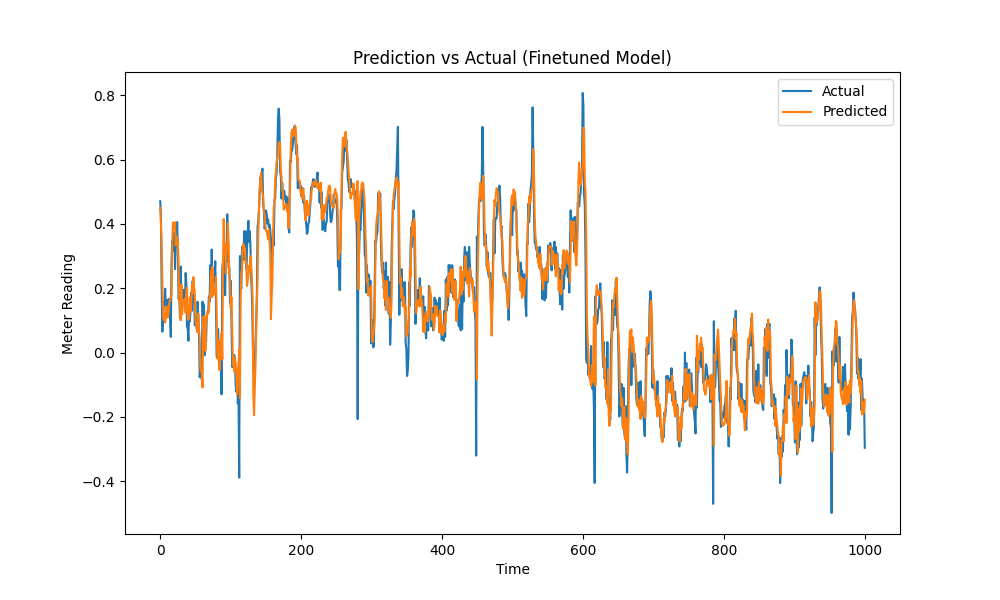 Prediction vs Actual (Finetuned Model)
Actual
Predicted
Meter Reading
0.8
0.6
0.4
0.2
0.0
−0.2
−0.4
0 200 400 600 800 1000
Time